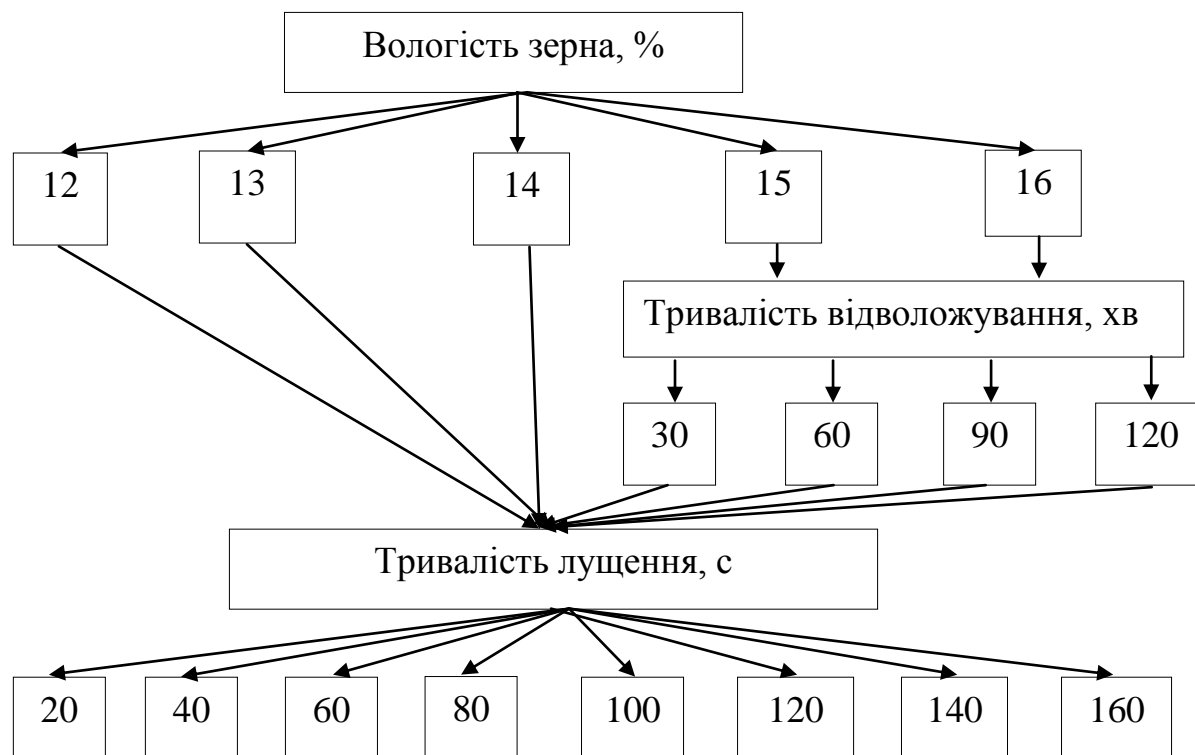 Вологість зерна, %
12 13 14 15 16
Тривалість відволожування, хв
30 60 90 120
Тривалість лущення, с
20 40 60 80 100 120 140 160